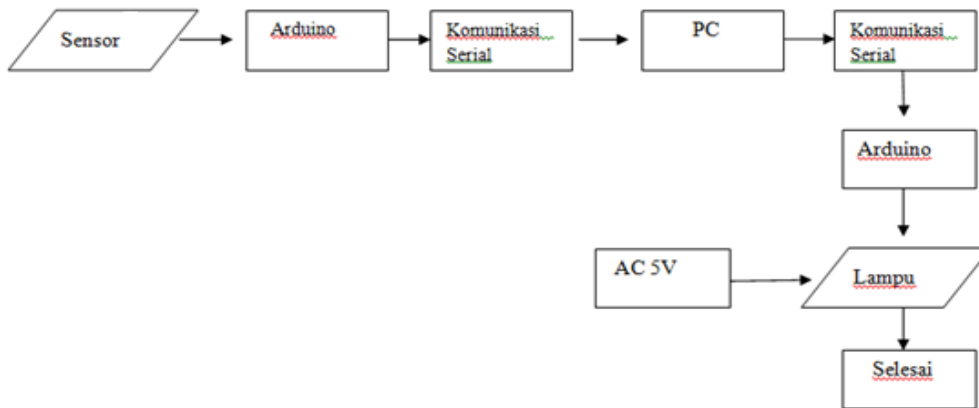 Sensor
Arduino
Komunikasi
Serial
PC
Komunikasi
Serial
Arduino
AC 5V
Lampu
Selesai